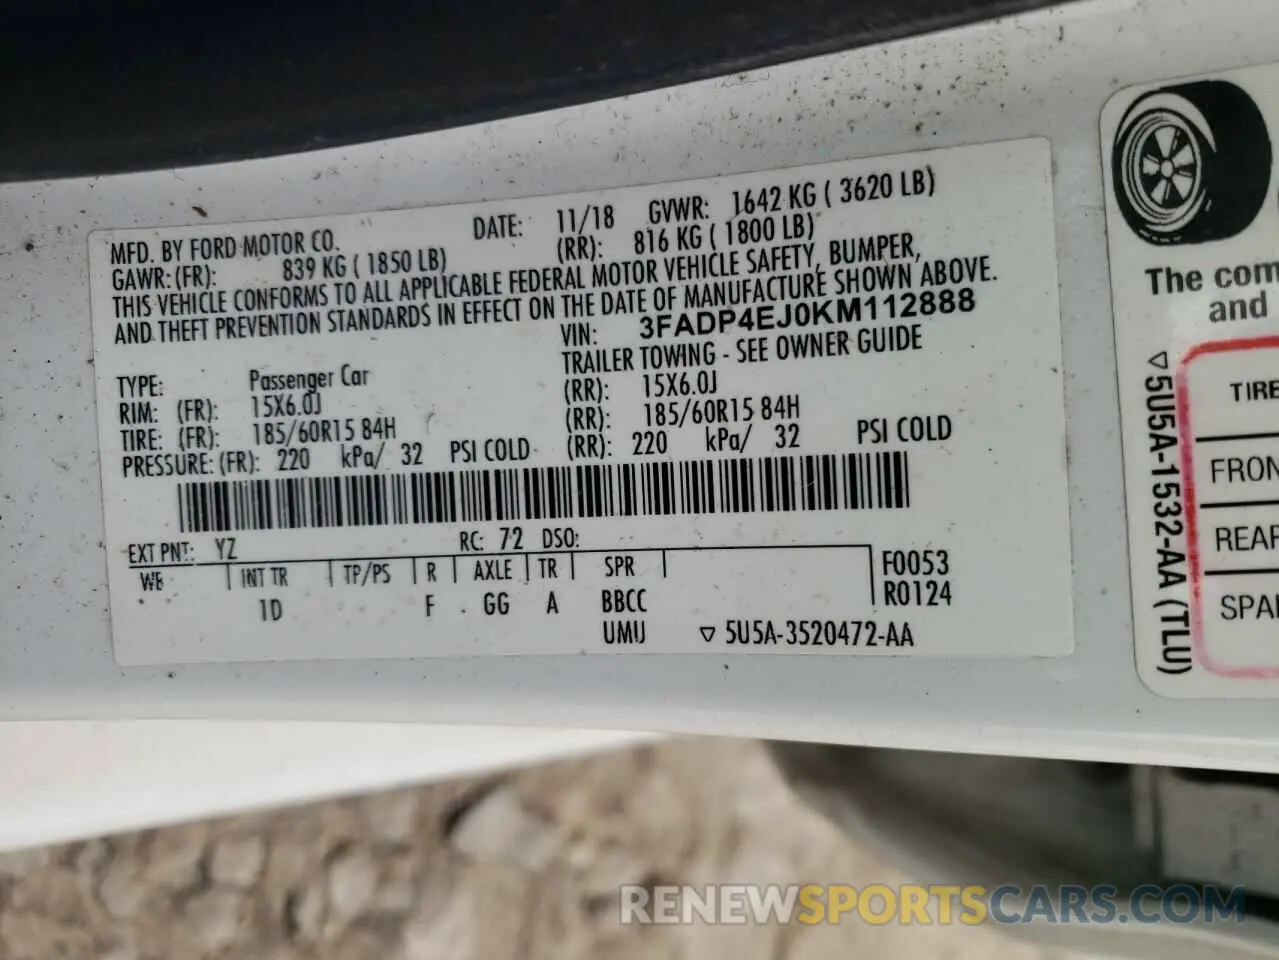 MFD. BY FORD MOTOR CO. DATE: 11/18 GVWR: 1642 KG ( 3620 LB)
GAWR: (FR): 839 KG ( 1850 LB) (RR): 816 KG ( 1800 LB)
THIS VEHICLE CONFORMS TO ALL APPLICABLE FEDERAL MOTOR VEHICLE SAFETY, BUMPER,
AND THEFT PREVENTION STANDARDS IN EFFECT ON THE DATE OF MANUFACTURE SHOWN ABOVE.
VIN: 3FADP4EJ0KM112888
TRAILER TOWING - SEE OWNER GUIDE
TYPE: Passenger Car
RIM: (FR): 15X6.0J (RR): 15X6.0J
TIRE: (FR): 185/60R15 84H (RR): 185/60R15 84H
PRESSURE: (FR): 220 kPa/ 32 PSI COLD (RR): 220 kPa/ 32 PSI COLD
EXT PNT: YZ RC: 72 DSO:
WB INT TR TP/PS R AXLE TR SPR F0053
1D F GG A BBCC R0124
UMIJ ▽ 5U5A-3520472-AA
The com
and
▽ 5U5A-1532-AA (TLU)
TIRE
FRON
REAR
SPA
RENEWSPORTSCARS.COM